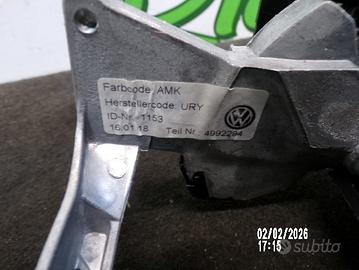 Farbcode: AMK
Herstellercode: URY
ID-Nr. 1153
16.01.18 Teil Nr. 4992294
02/02/2026
17:15
subito